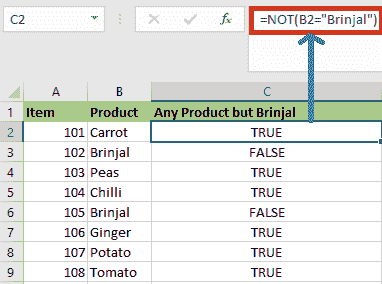 C2 fx =NOT(B2="Brinjal")
A B C
1 Item Product Any Product but Brinjal
2 101 Carrot TRUE
3 102 Brinjal FALSE
4 103 Peas TRUE
5 104 Chilli TRUE
6 105 Brinjal FALSE
7 106 Ginger TRUE
8 107 Potato TRUE
9 108 Tomato TRUE